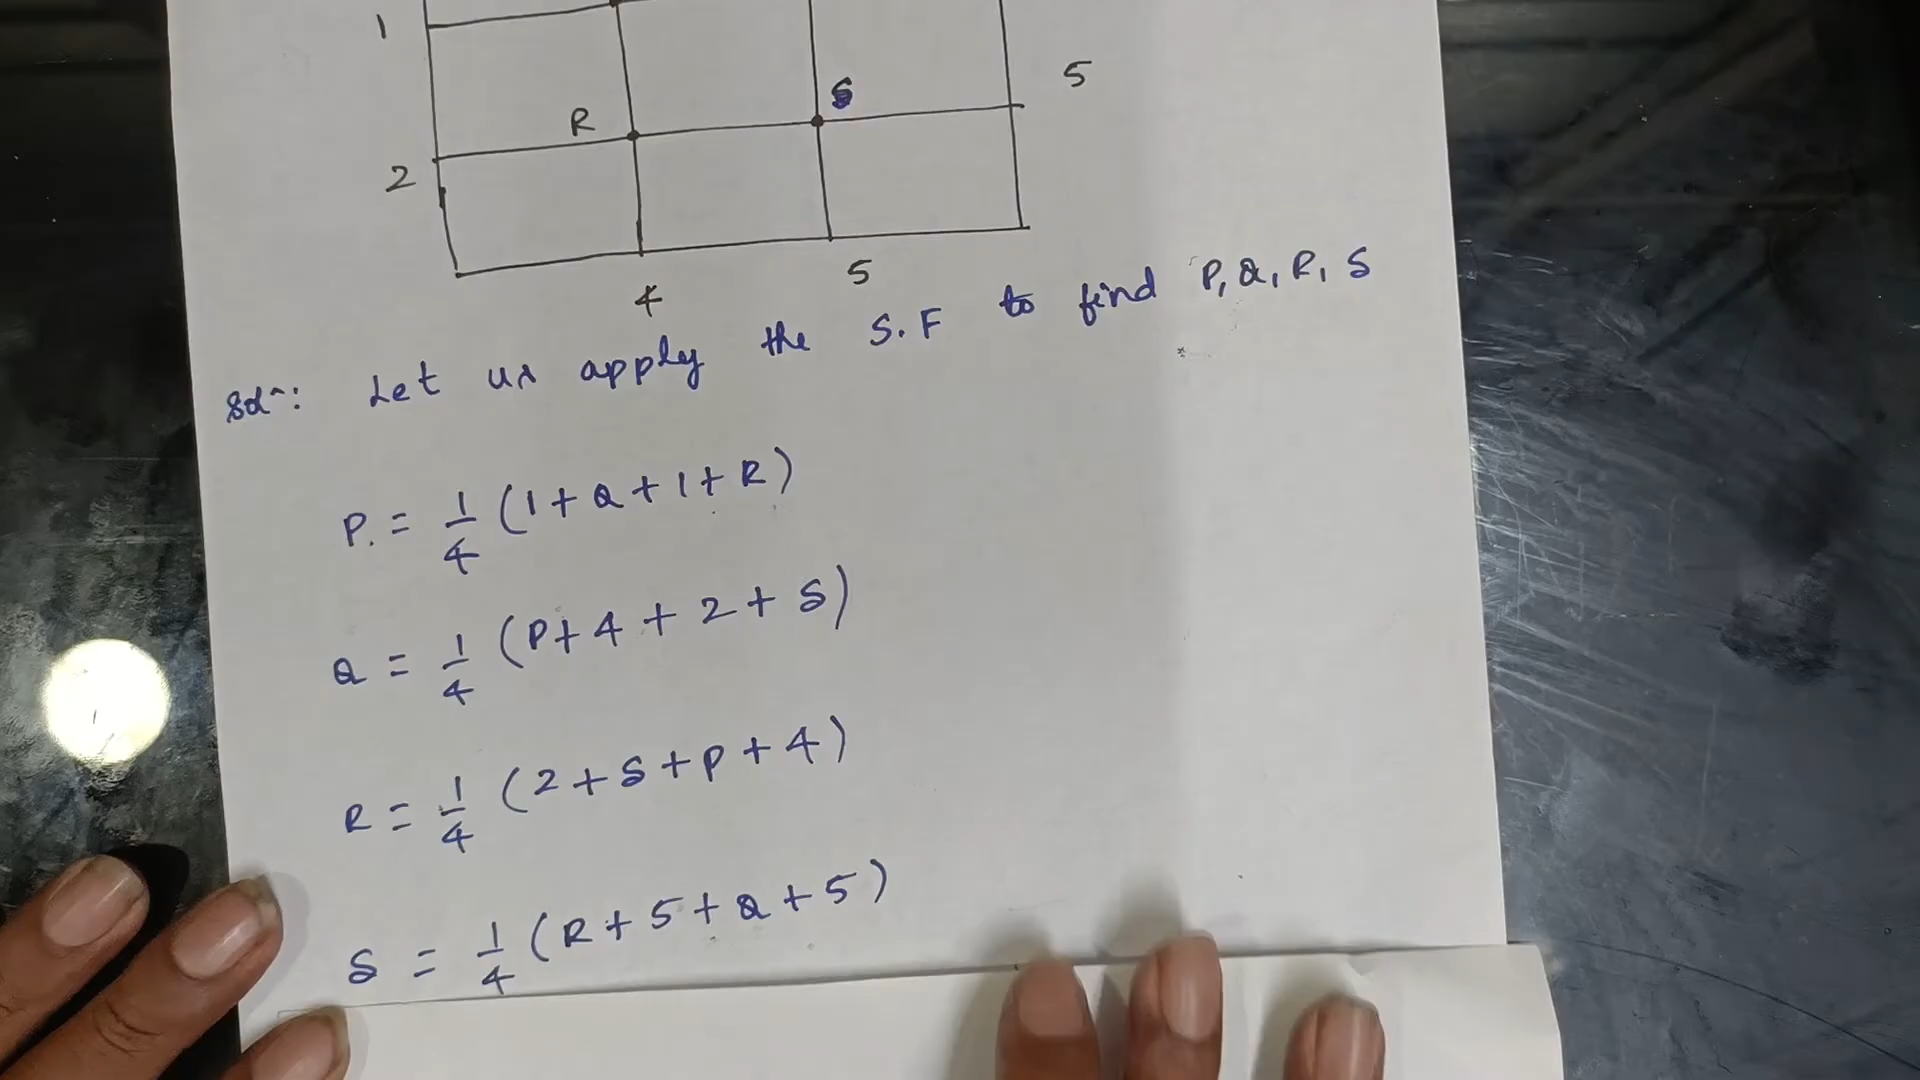 1
5
R S
2
4 5
Sol^n: Let us apply the S.F to find P, Q, R, S
P. = 1/4 (1 + Q + 1 + R)
Q = 1/4 (P + 4 + 2 + S)
R = 1/4 (2 + S + P + 4)
S = 1/4 (R + 5 + Q + 5)